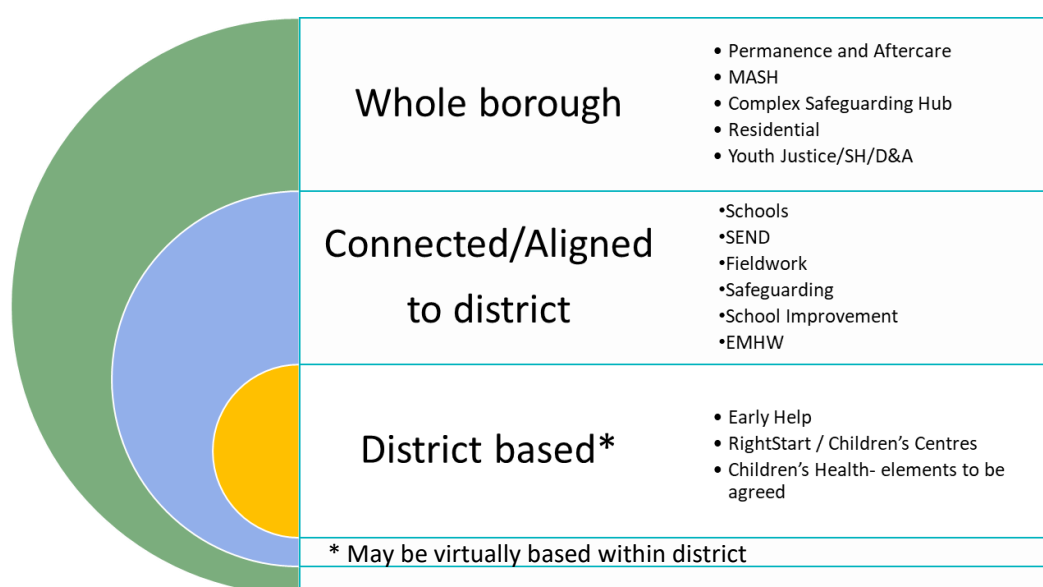 Whole borough
• Permanence and Aftercare
• MASH
• Complex Safeguarding Hub
• Residential
• Youth Justice/SH/D&A
Connected/Aligned
to district
•Schools
•SEND
•Fieldwork
•Safeguarding
•School Improvement
•EMHW
District based*
• Early Help
• RightStart / Children’s Centres
• Children’s Health- elements to be
agreed
* May be virtually based within district